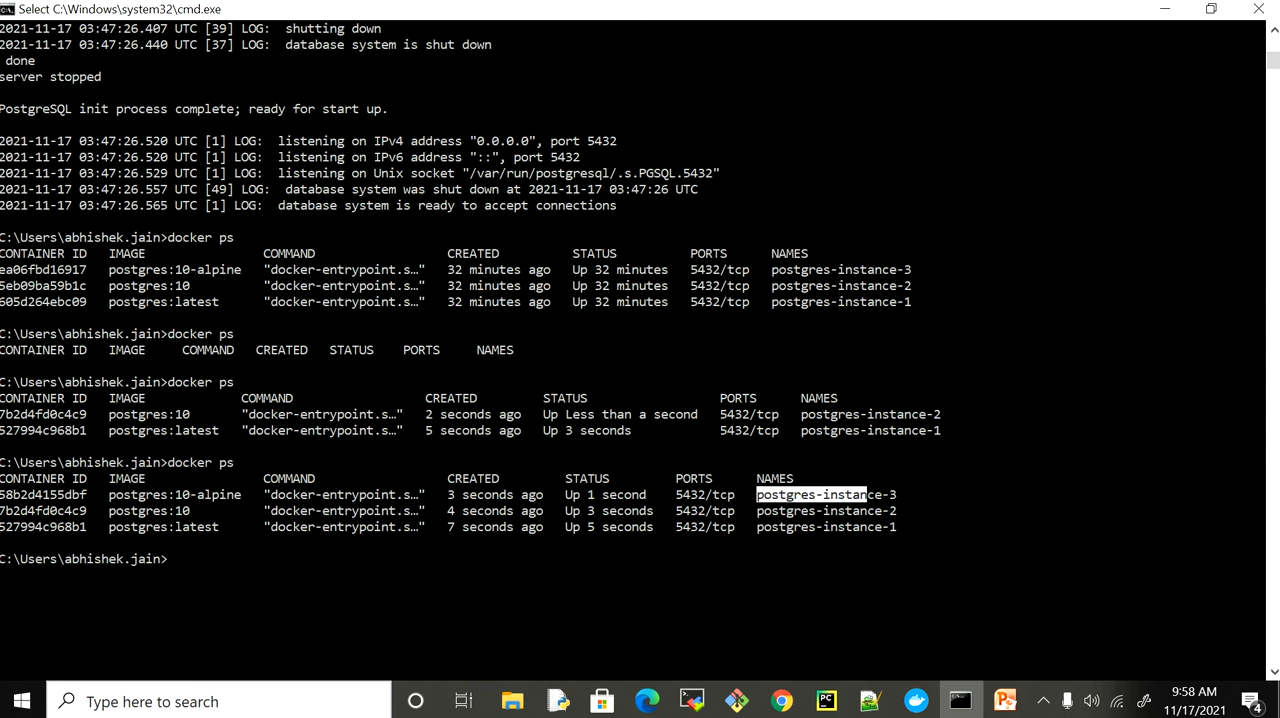 Select C:\Windows\system32\cmd.exe
2021-11-17 03:47:26.407 UTC [39] LOG:  shutting down
2021-11-17 03:47:26.440 UTC [37] LOG:  database system is shut down
 done
server stopped
PostgreSQL init process complete; ready for start up.
2021-11-17 03:47:26.520 UTC [1] LOG:  listening on IPv4 address "0.0.0.0", port 5432
2021-11-17 03:47:26.520 UTC [1] LOG:  listening on IPv6 address "::", port 5432
2021-11-17 03:47:26.529 UTC [1] LOG:  listening on Unix socket "/var/run/postgresql/.s.PGSQL.5432"
2021-11-17 03:47:26.557 UTC [49] LOG:  database system was shut down at 2021-11-17 03:47:26 UTC
2021-11-17 03:47:26.565 UTC [1] LOG:  database system is ready to accept connections
C:\Users\abhishek.jain>docker ps
CONTAINER ID   IMAGE                COMMAND                  CREATED          STATUS          PORTS      NAMES
ea06fbd16917   postgres:10-alpine   "docker-entrypoint.s…"   32 minutes ago   Up 32 minutes   5432/tcp   postgres-instance-3
5eb09ba59b1c   postgres:10          "docker-entrypoint.s…"   32 minutes ago   Up 32 minutes   5432/tcp   postgres-instance-2
605d264ebc09   postgres:latest      "docker-entrypoint.s…"   32 minutes ago   Up 32 minutes   5432/tcp   postgres-instance-1
C:\Users\abhishek.jain>docker ps
CONTAINER ID   IMAGE     COMMAND   CREATED   STATUS    PORTS     NAMES
C:\Users\abhishek.jain>docker ps
CONTAINER ID   IMAGE             COMMAND                  CREATED         STATUS                  PORTS      NAMES
7b2d4fd0c4c9   postgres:10       "docker-entrypoint.s…"   2 seconds ago   Up Less than a second   5432/tcp   postgres-instance-2
527994c968b1   postgres:latest   "docker-entrypoint.s…"   5 seconds ago   Up 3 seconds            5432/tcp   postgres-instance-1
C:\Users\abhishek.jain>docker ps
CONTAINER ID   IMAGE                COMMAND                  CREATED         STATUS         PORTS      NAMES
58b2d4155dbf   postgres:10-alpine   "docker-entrypoint.s…"   3 seconds ago   Up 1 second    5432/tcp   postgres-instance-3
7b2d4fd0c4c9   postgres:10          "docker-entrypoint.s…"   4 seconds ago   Up 3 seconds   5432/tcp   postgres-instance-2
527994c968b1   postgres:latest      "docker-entrypoint.s…"   7 seconds ago   Up 5 seconds   5432/tcp   postgres-instance-1
C:\Users\abhishek.jain>
Type here to search
PC
9:58 AM
11/17/2021
4